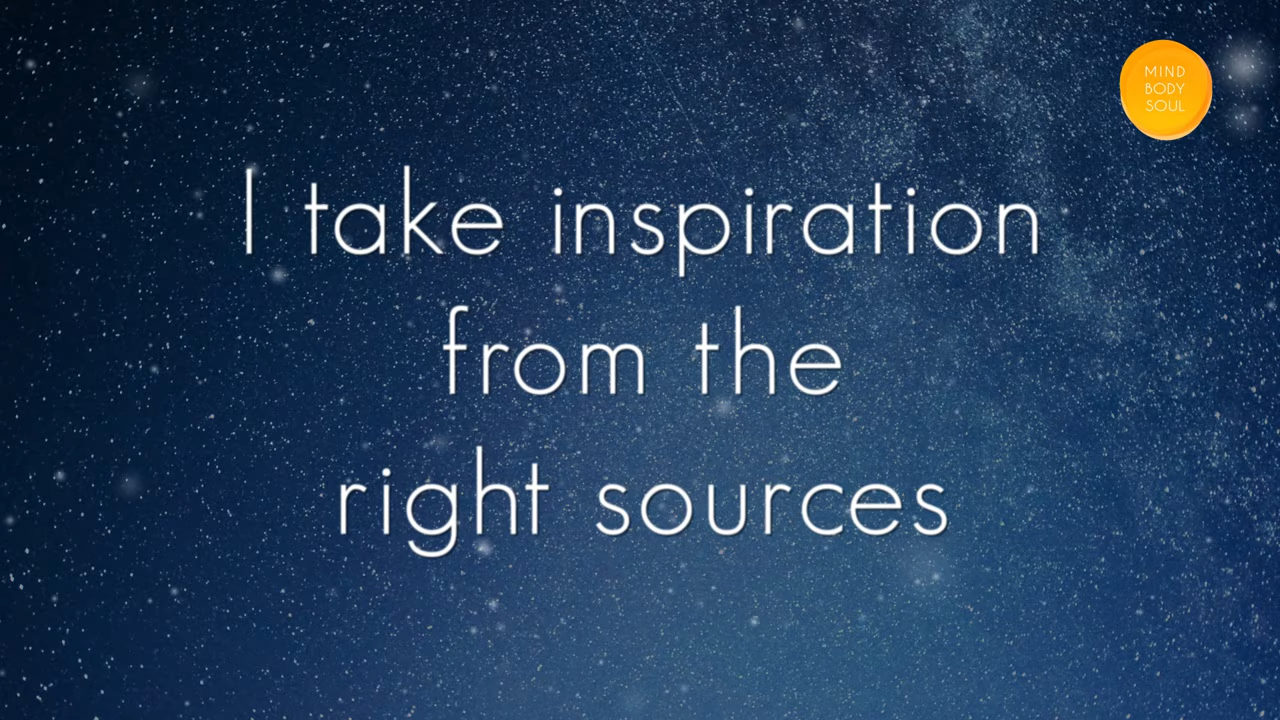 MIND
BODY
SOUL
I take inspiration
from the
right sources